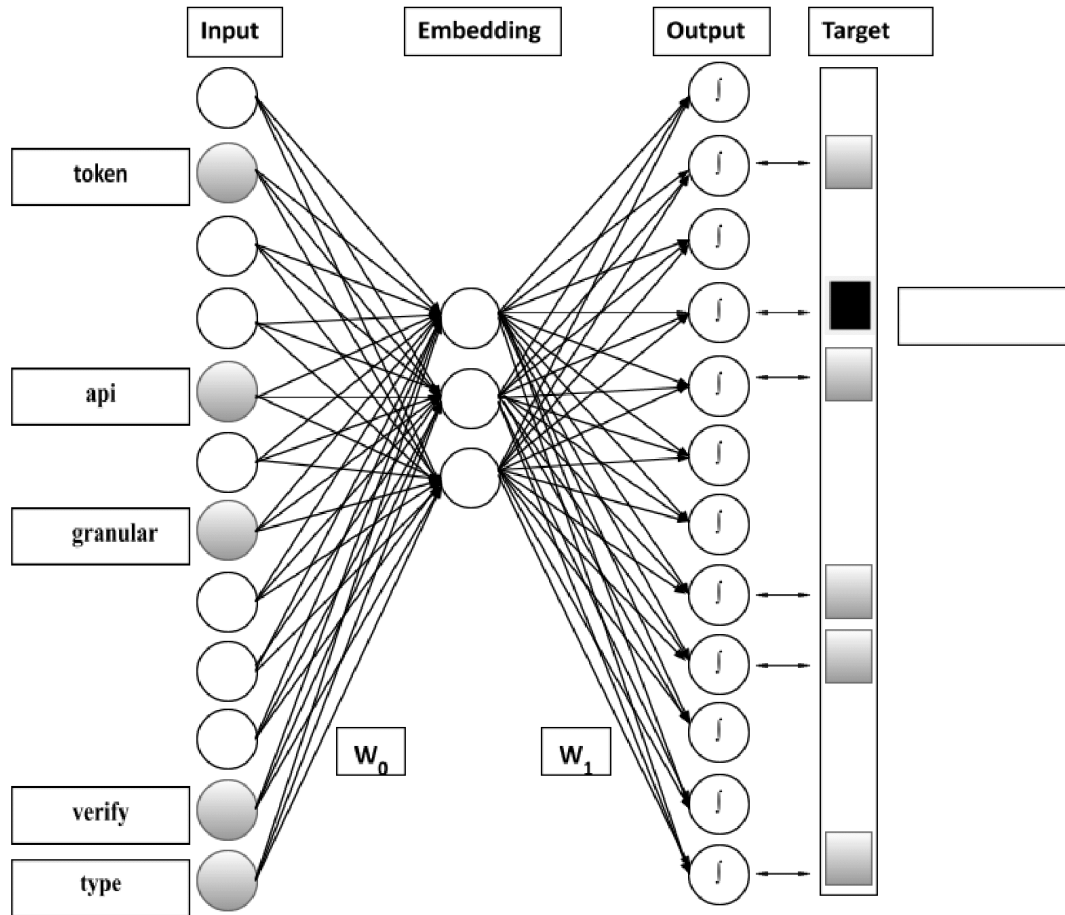 Input
Embedding
Output
Target
∫
token
∫
∫
∫
api
∫
∫
granular
∫
∫
∫
W₀
W₁
∫
verify
∫
type
∫